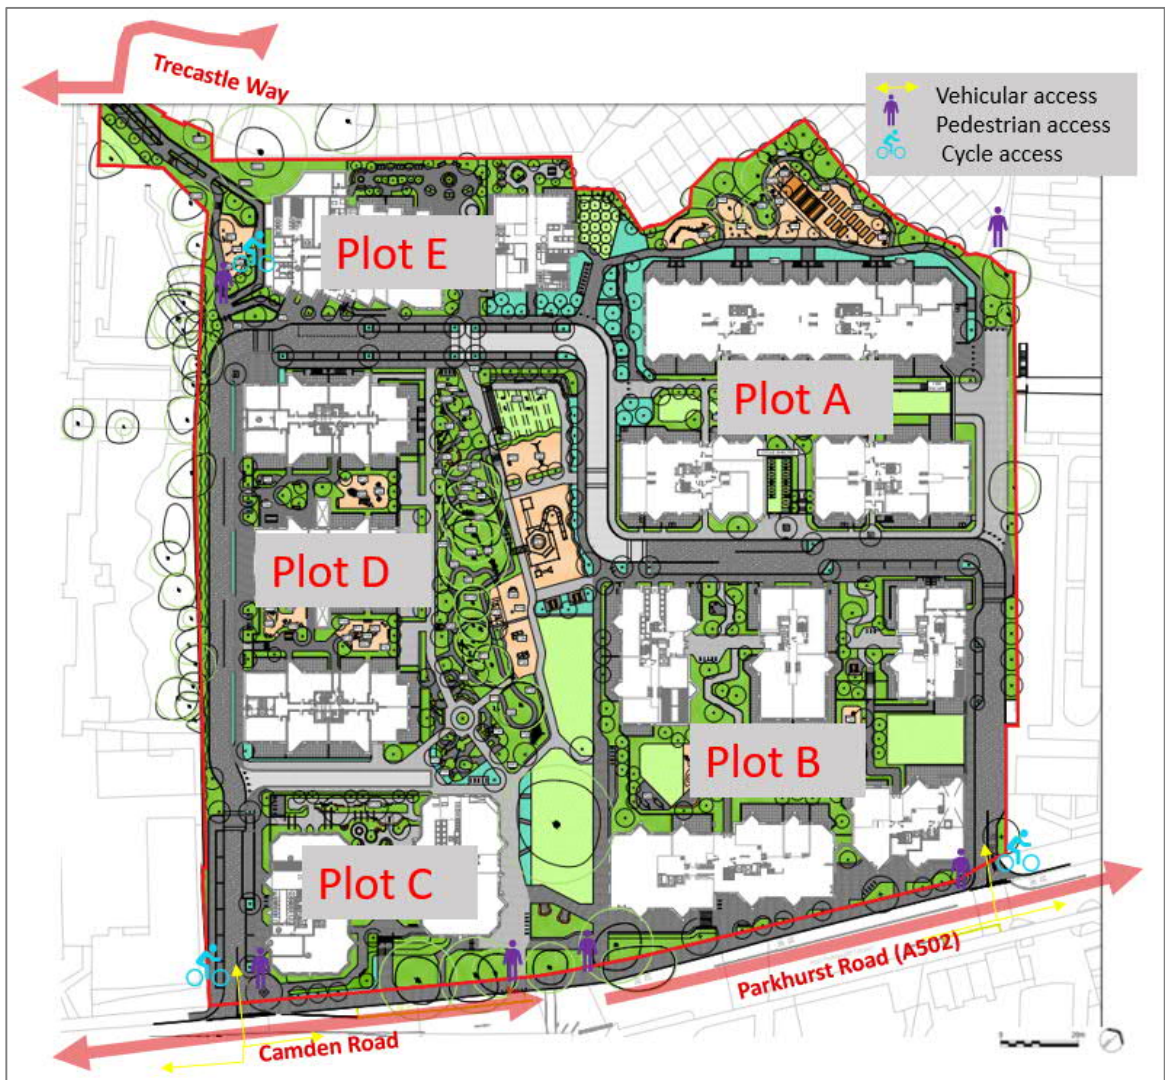 Trecastle Way
Vehicular access
Pedestrian access
Cycle access
Plot E
Plot A
Plot D
Plot B
Plot C
Parkhurst Road (A502)
Camden Road